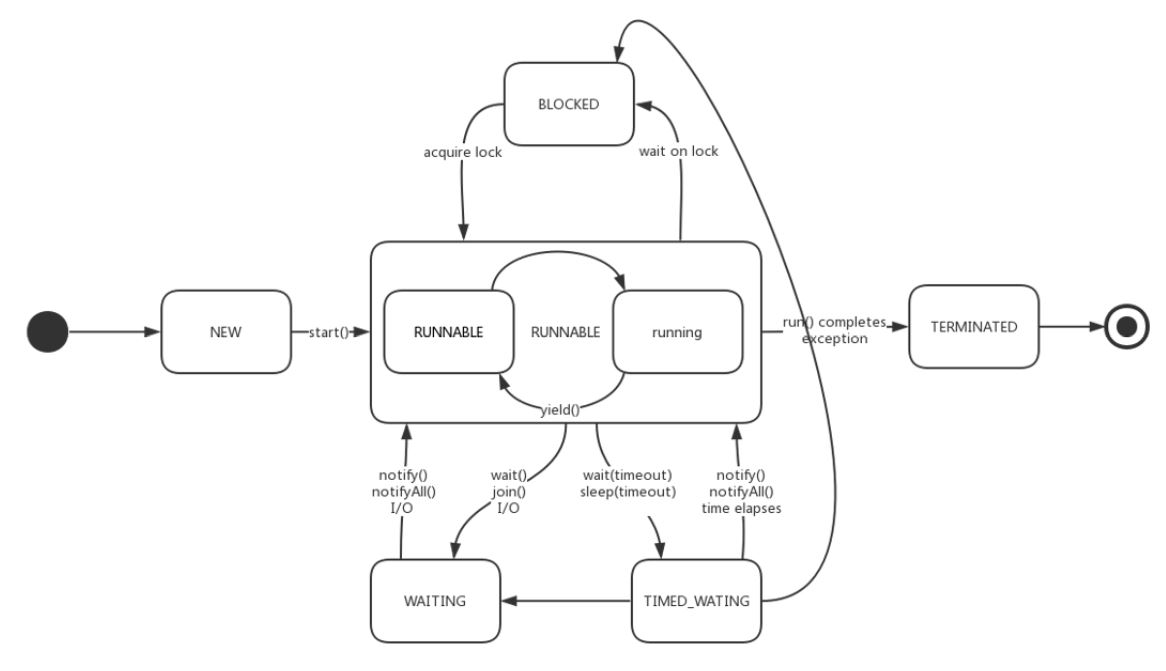 BLOCKED
acquire lock
wait on lock
NEW
start()
RUNNABLE
RUNNABLE
running
yield()
run() completes
exception
TERMINATED
notify()
notifyAll()
I/O
wait()
join()
I/O
wait(timeout)
sleep(timeout)
notify()
notifyAll()
time elapses
WAITING
TIMED_WATING